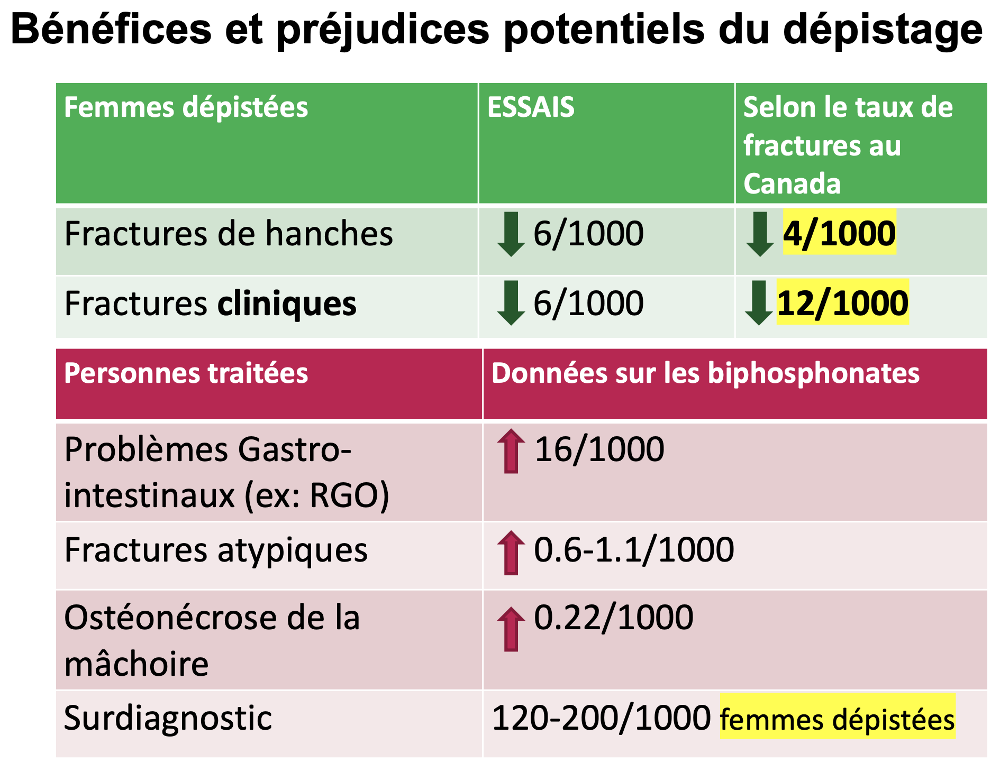 Bénéfices et préjudices potentiels du dépistage
Femmes dépistées
ESSAIS
Selon le taux de
fractures au
Canada
Fractures de hanches
6/1000
4/1000
Fractures cliniques
6/1000
12/1000
Personnes traitées
Données sur les biphosphonates
Problèmes Gastro-
intestinaux (ex: RGO)
16/1000
Fractures atypiques
0.6-1.1/1000
Ostéonécrose de la
mâchoire
0.22/1000
Surdiagnostic
120-200/1000 femmes dépistées